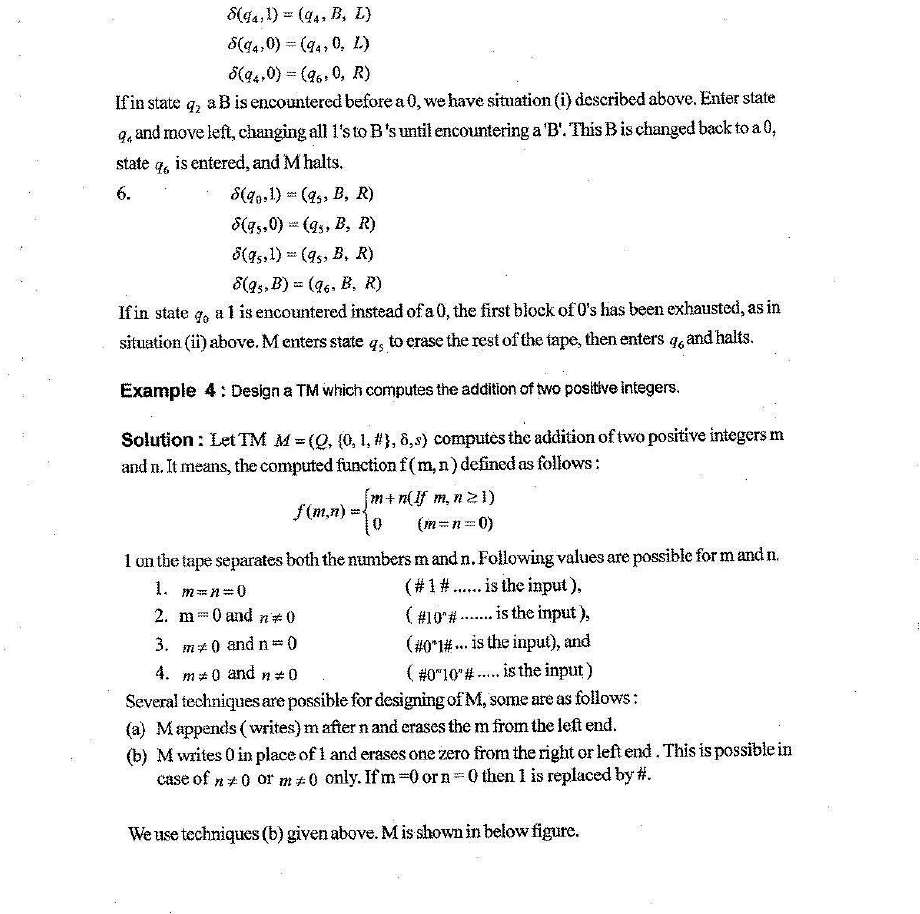 δ(q₄,1) = (q₄, B, L)
δ(q₄,0) = (q₄, 0, L)
δ(q₄,0) = (q₆, 0, R)
If in state q₂ a B is encountered before a 0, we have situation (i) described above. Enter state
q₄ and move left, changing all 1's to B's until encountering a 'B'. This B is changed back to a 0,
state q₆ is entered, and M halts.
6. δ(q₀,1) = (q₅, B, R)
δ(q₅,0) = (q₅, B, R)
δ(q₅,1) = (q₅, B, R)
δ(q₅,B) = (q₆, B, R)
If in state q₀ a 1 is encountered instead of a 0, the first block of 0's has been exhausted, as in
situation (ii) above. M enters state q₅ to erase the rest of the tape, then enters q₆ and halts.
Example 4 : Design a TM which computes the addition of two positive integers.
Solution : Let TM M = (Q, {0, 1, #}, δ, s) computes the addition of two positive integers m
and n. It means, the computed function f ( m, n ) defined as follows :
f(m,n) = { m + n (If m, n ≥ 1)
0 (m = n = 0)
1 on the tape separates both the numbers m and n. Following values are possible for m and n.
1. m = n = 0 ( # 1 # ...... is the input ),
2. m = 0 and n ≠ 0 ( #10ⁿ# ....... is the input ),
3. m ≠ 0 and n = 0 (#0ⁿ1# ... is the input), and
4. m ≠ 0 and n ≠ 0 ( #0ᵐ10ⁿ# ..... is the input )
Several techniques are possible for designing of M, some are as follows :
(a) M appends ( writes) m after n and erases the m from the left end.
(b) M writes 0 in place of 1 and erases one zero from the right or left end . This is possible in
case of n ≠ 0 or m ≠ 0 only. If m =0 or n = 0 then 1 is replaced by #.
We use techniques (b) given above. M is shown in below figure.